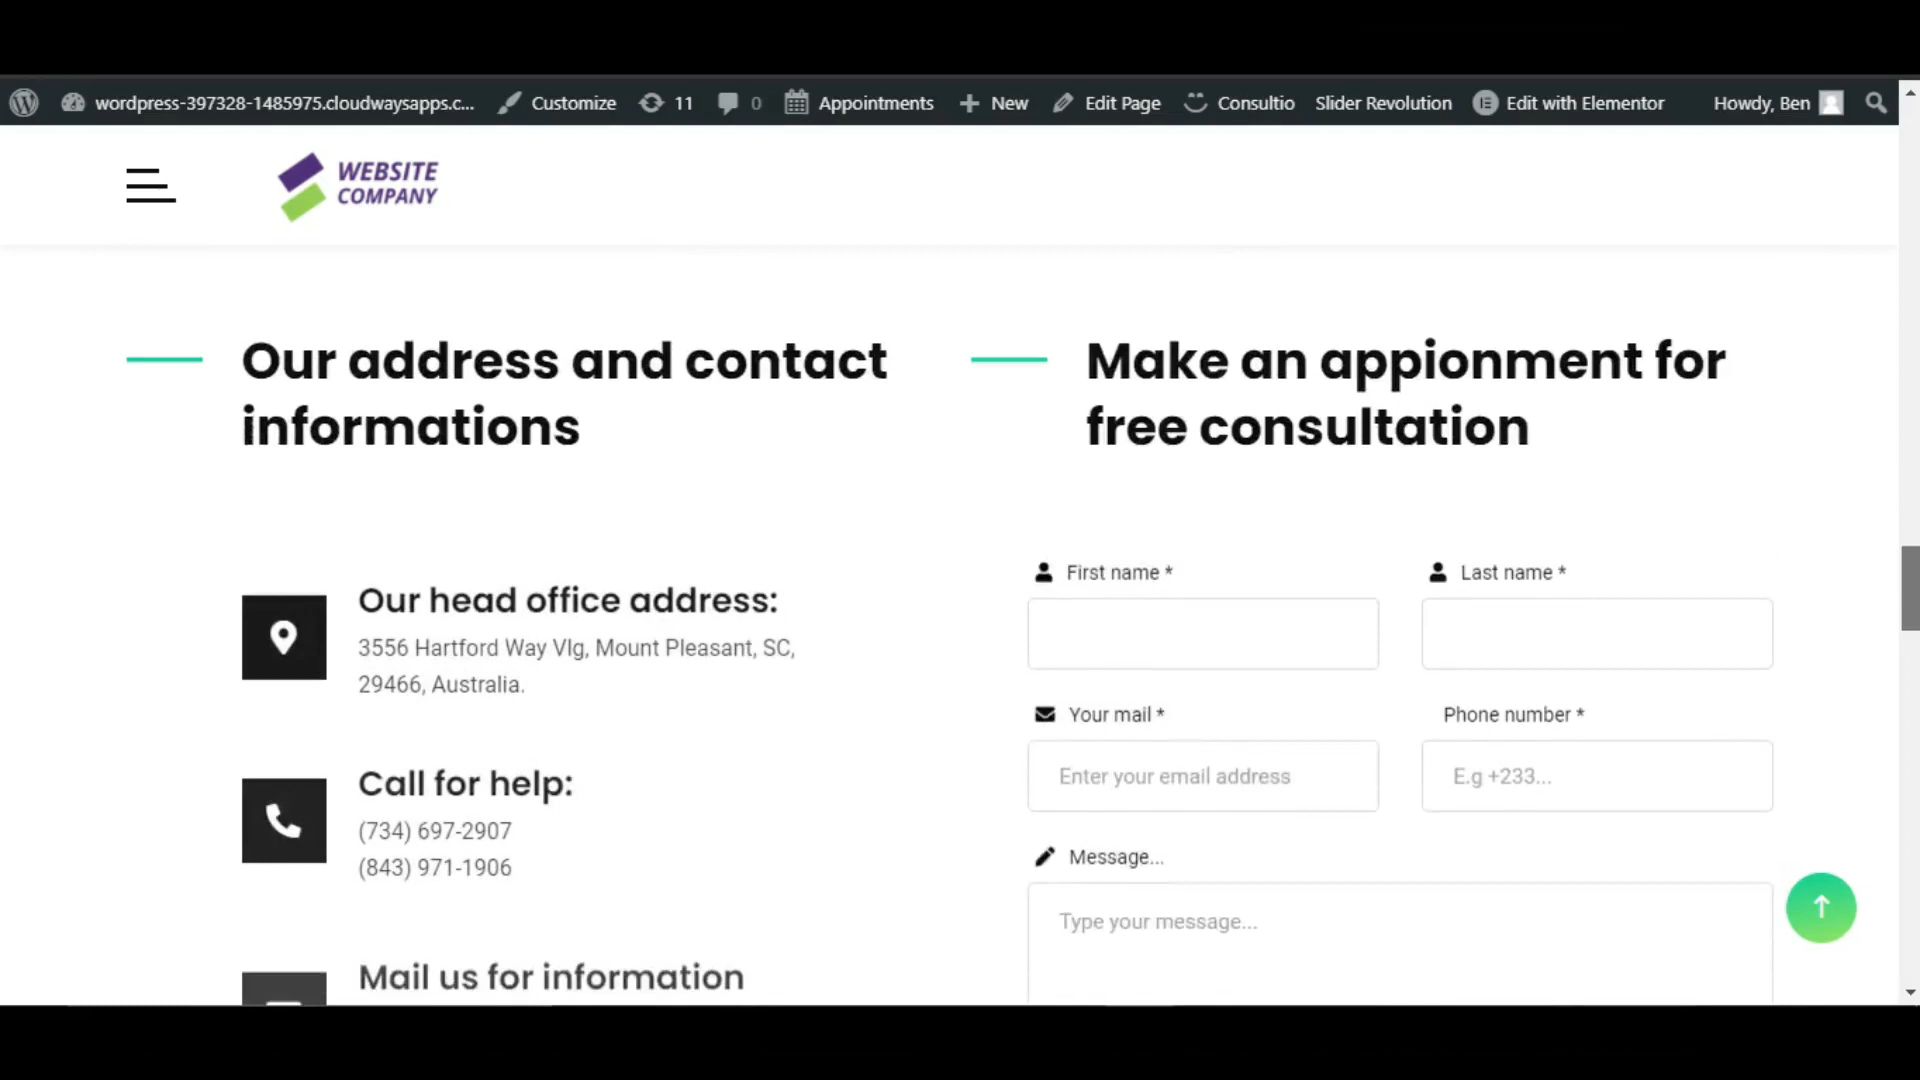 wordpress-397328-1485975.cloudwaysapps.c... Customize 11 0 Appointments New Edit Page Consultio Slider Revolution Edit with Elementor Howdy, Ben
WEBSITE
COMPANY
Our address and contact
informations
Our head office address:
3556 Hartford Way Vlg, Mount Pleasant, SC,
29466, Australia.
Call for help:
(734) 697-2907
(843) 971-1906
Mail us for information
Make an appionment for
free consultation
First name * Last name *
Your mail * Phone number *
Enter your email address E.g +233...
Message...
Type your message...